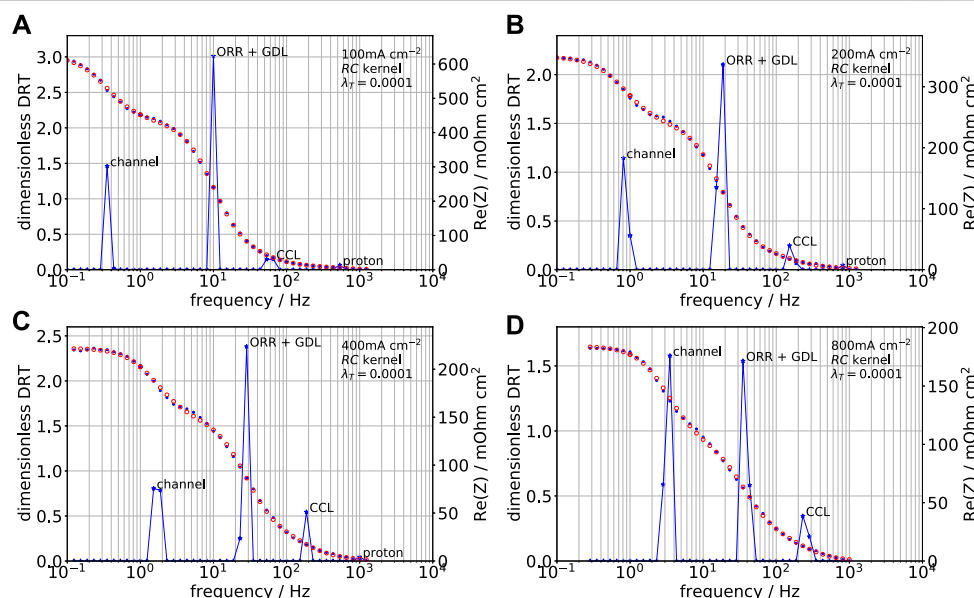 A
100mA cm⁻²
RC kernel
λ_T = 0.0001
ORR + GDL
channel
CCL
proton
3.0
2.5
2.0
1.5
1.0
0.5
0.0
600
500
400
300
200
100
0
10⁻¹ 10⁰ 10¹ 10² 10³ 10⁴
dimensionless DRT
Re(Z) / mOhm cm²
frequency / Hz
B
200mA cm⁻²
RC kernel
λ_T = 0.0001
ORR + GDL
channel
CCL
proton
2.0
1.5
1.0
0.5
0.0
300
200
100
0
10⁻¹ 10⁰ 10¹ 10² 10³ 10⁴
dimensionless DRT
Re(Z) / mOhm cm²
frequency / Hz
C
400mA cm⁻²
RC kernel
λ_T = 0.0001
ORR + GDL
channel
CCL
proton
2.5
2.0
1.5
1.0
0.5
0.0
200
150
100
50
0
10⁻¹ 10⁰ 10¹ 10² 10³ 10⁴
dimensionless DRT
Re(Z) / mOhm cm²
frequency / Hz
D
800mA cm⁻²
RC kernel
λ_T = 0.0001
channel
ORR + GDL
CCL
1.5
1.0
0.5
0.0
200
150
100
50
0
10⁻¹ 10⁰ 10¹ 10² 10³ 10⁴
dimensionless DRT
Re(Z) / mOhm cm²
frequency / Hz